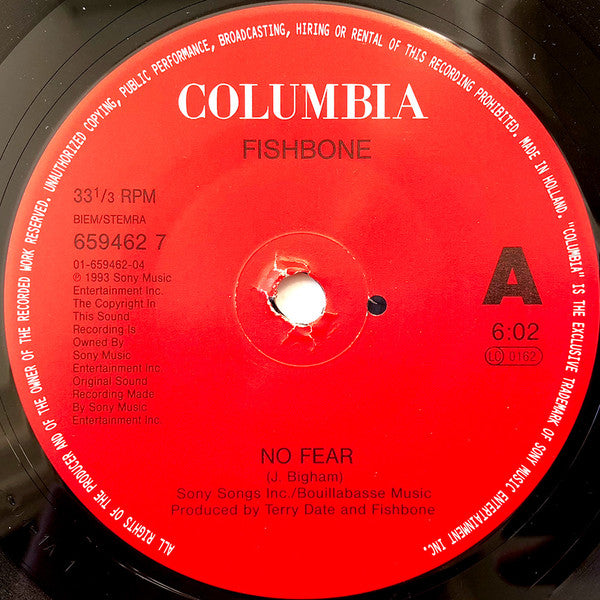 ALL RIGHTS OF THE PRODUCER AND OF THE OWNER OF THE RECORDED WORK RESERVED. UNAUTHORIZED COPYING, PUBLIC PERFORMANCE, BROADCASTING, HIRING OR RENTAL OF THIS RECORDING PROHIBITED. MADE IN HOLLAND. "COLUMBIA" IS THE EXCLUSIVE TRADEMARK OF SONY MUSIC ENTERTAINMENT INC.
COLUMBIA
FISHBONE
33 1/3 RPM
BIEM/STEMRA
659462 7
01-659462-04
℗ 1993 Sony Music
Entertainment Inc.
The Copyright In
This Sound
Recording Is
Owned By
Sony Music
Entertainment Inc.
Original Sound
Recording Made
By Sony Music
Entertainment Inc.
A
6:02
LC 0162
NO FEAR
(J. Bigham)
Sony Songs Inc./Bouillabasse Music
Produced by Terry Date and Fishbone